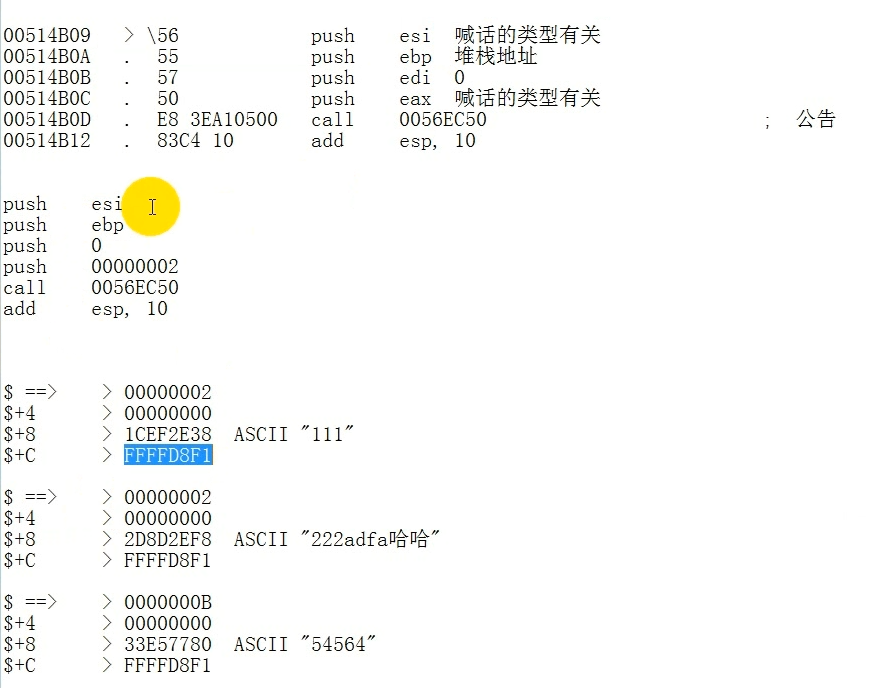 00514B09   > \56            push    esi  喊话的类型有关
00514B0A   .  55            push    ebp  堆栈地址
00514B0B   .  57            push    edi  0
00514B0C   .  50            push    eax  喊话的类型有关
00514B0D   .  E8 3EA10500   call    0056EC50                         ;  公告
00514B12   .  83C4 10       add     esp, 10
push    esi
push    ebp
push    0
push    00000002
call    0056EC50
add     esp, 10
$ ==>    > 00000002
$+4      > 00000000
$+8      > 1CEF2E38  ASCII "111"
$+C      > FFFFD8F1
$ ==>    > 00000002
$+4      > 00000000
$+8      > 2D8D2EF8  ASCII "222adfa哈哈"
$+C      > FFFFD8F1
$ ==>    > 0000000B
$+4      > 00000000
$+8      > 33E57780  ASCII "54564"
$+C      > FFFFD8F1